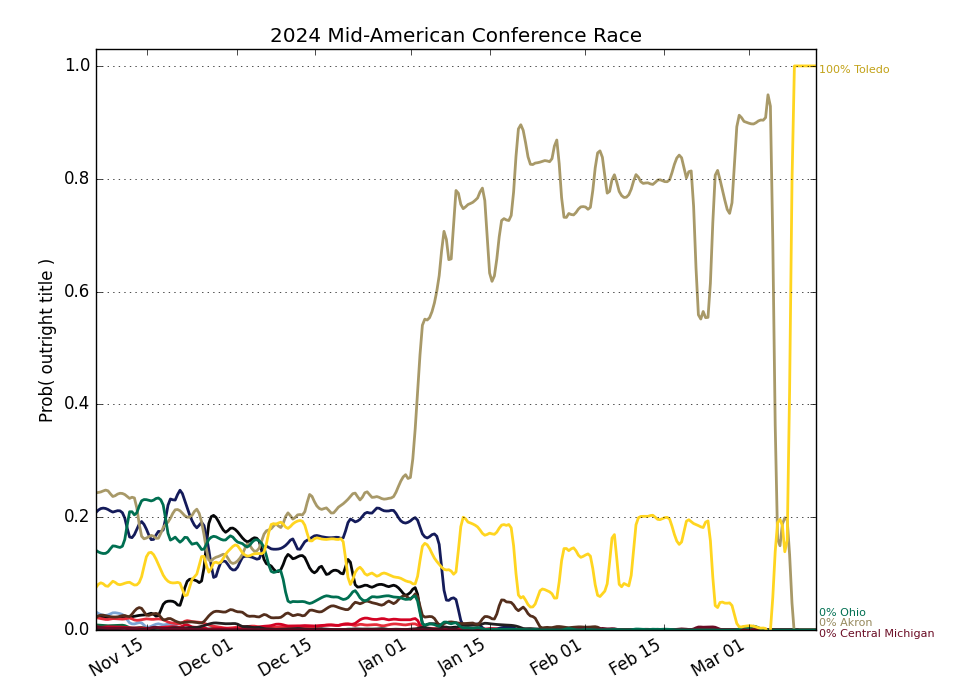 2024 Mid-American Conference Race
1.0
0.8
0.6
0.4
0.2
0.0
Prob( outright title )
Nov 15
Dec 01
Dec 15
Jan 01
Jan 15
Feb 01
Feb 15
Mar 01
100% Toledo
0% Ohio
0% Akron
0% Central Michigan